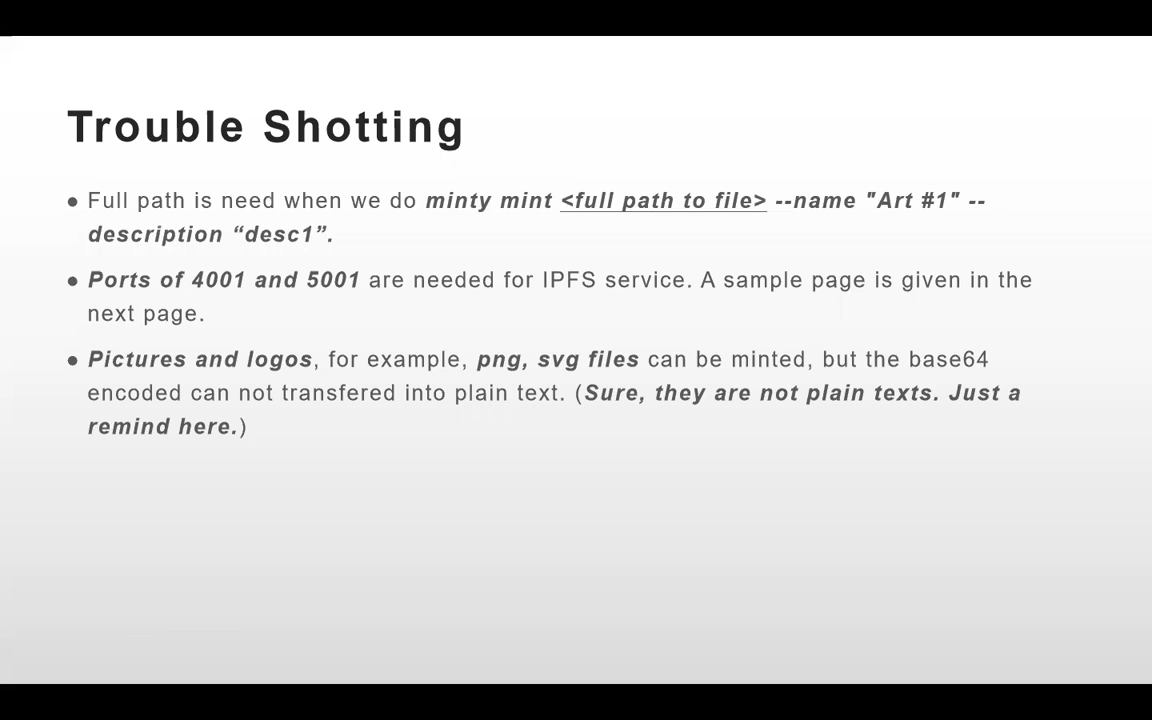 Trouble Shotting
● Full path is need when we do minty mint <full path to file> --name "Art #1" --
description “desc1”.
● Ports of 4001 and 5001 are needed for IPFS service. A sample page is given in the
next page.
● Pictures and logos, for example, png, svg files can be minted, but the base64
encoded can not transfered into plain text. (Sure, they are not plain texts. Just a
remind here.)